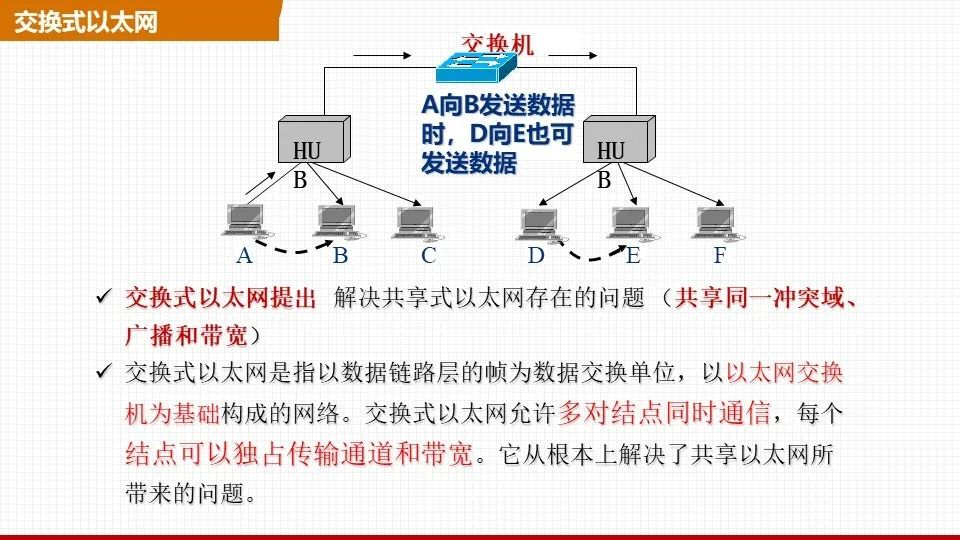 交换式以太网
交换机
A向B发送数据
时，D向E也可
发送数据
HU
B
HU
B
A
B
C
D
E
F
✓ 交换式以太网提出 解决共享式以太网存在的问题（共享同一冲突域、
广播和带宽）
✓ 交换式以太网是指以数据链路层的帧为数据交换单位，以以太网交换
机为基础构成的网络。交换式以太网允许多对结点同时通信，每个
结点可以独占传输通道和带宽。它从根本上解决了共享以太网所
带来的问题。